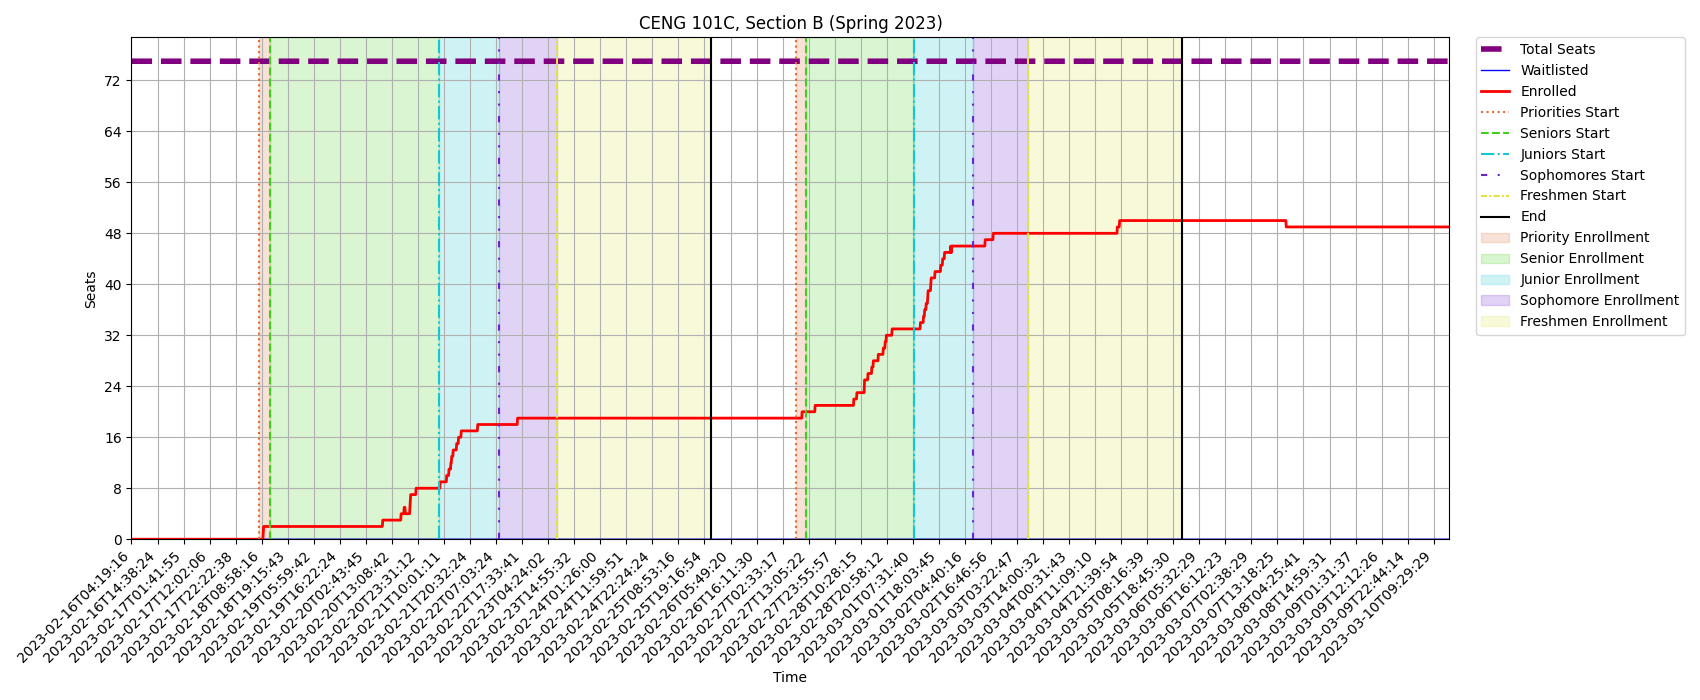 CENG 101C, Section B (Spring 2023)
Total Seats
Waitlisted
Enrolled
Priorities Start
Seniors Start
Juniors Start
Sophomores Start
Freshmen Start
End
Priority Enrollment
Senior Enrollment
Junior Enrollment
Sophomore Enrollment
Freshmen Enrollment
Seats
72
64
56
48
40
32
24
16
8
0
2023-02-16T04:19:16
2023-02-16T14:38:24
2023-02-17T01:41:55
2023-02-17T12:02:06
2023-02-17T22:22:38
2023-02-18T08:58:16
2023-02-18T19:15:43
2023-02-19T05:59:42
2023-02-19T16:22:24
2023-02-20T02:43:45
2023-02-20T13:08:42
2023-02-20T23:31:12
2023-02-21T10:01:11
2023-02-21T20:32:24
2023-02-22T07:03:24
2023-02-22T17:33:41
2023-02-23T04:24:02
2023-02-23T14:55:32
2023-02-24T01:26:00
2023-02-24T11:59:51
2023-02-24T22:24:24
2023-02-25T08:53:16
2023-02-25T19:16:54
2023-02-26T05:49:20
2023-02-26T16:11:30
2023-02-27T02:33:17
2023-02-27T13:05:22
2023-02-27T23:55:57
2023-02-28T10:28:15
2023-02-28T20:58:12
2023-03-01T07:31:40
2023-03-01T18:03:45
2023-03-02T04:40:16
2023-03-02T16:46:56
2023-03-03T03:22:47
2023-03-03T14:00:32
2023-03-04T00:31:43
2023-03-04T11:09:10
2023-03-04T21:39:54
2023-03-05T08:16:39
2023-03-05T18:45:30
2023-03-06T05:32:29
2023-03-06T16:12:23
2023-03-07T02:38:29
2023-03-07T13:18:25
2023-03-08T04:25:41
2023-03-08T14:59:31
2023-03-09T01:31:37
2023-03-09T12:12:26
2023-03-09T22:44:14
2023-03-10T09:29:29
Time